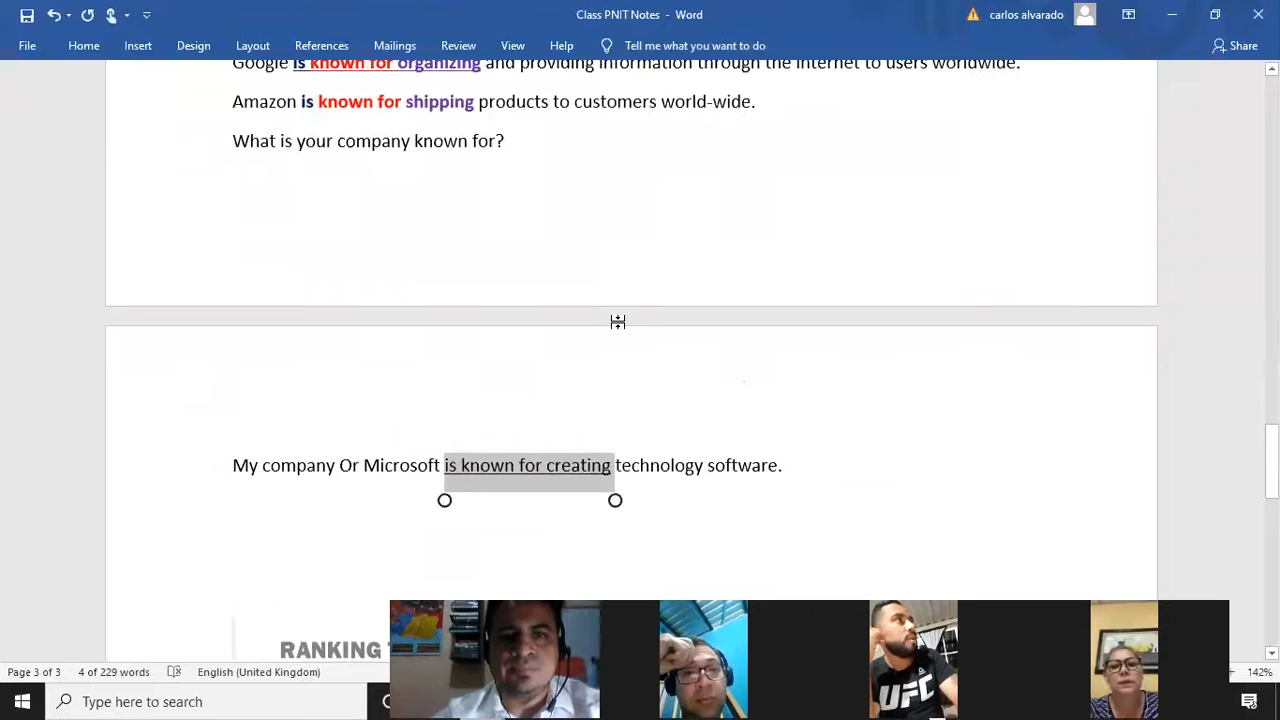 Class PNIT Notes - Word
carlos alvarado
File Home Insert Design Layout References Mailings Review View Help Tell me what you want to do Share
Google is known for organizing and providing information through the internet to users worldwide.
Amazon is known for shipping products to customers world-wide.
What is your company known for?
My company Or Microsoft is known for creating technology software.
RANKING
UFC
Page 3 of 3 4 of 229 words English (United Kingdom) 142%
Type here to search